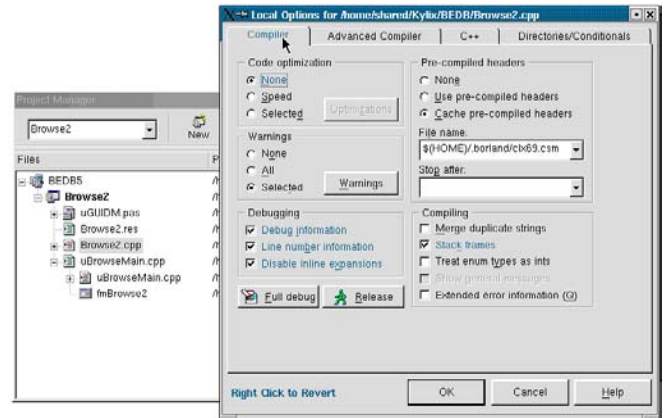 Local Options for /home/shared/Kylix/BEDB/Browse2.cpp
Compiler
Advanced Compiler
C++
Directories/Conditionals
Code optimization
None
Speed
Selected
Optimizations
Warnings
None
All
Selected
Warnings
Debugging
Debug information
Line number information
Disable inline expansions
Full debug
Release
Pre-compiled headers
None
Use pre-compiled headers
Cache pre-compiled headers
File name:
$(HOME)/.borland/clx69.csm
Stop after:
Compiling
Merge duplicate strings
Stack frames
Treat enum types as ints
Show general messages
Extended error information (Q)
Right Click to Revert
OK
Cancel
Help
Project Manager
Browse2
New
Files
P
BEDB5
Browse2
uGUIDM.pas
Browse2.res
Browse2.cpp
uBrowseMain.cpp
uBrowseMain.cpp
fmBrowse2